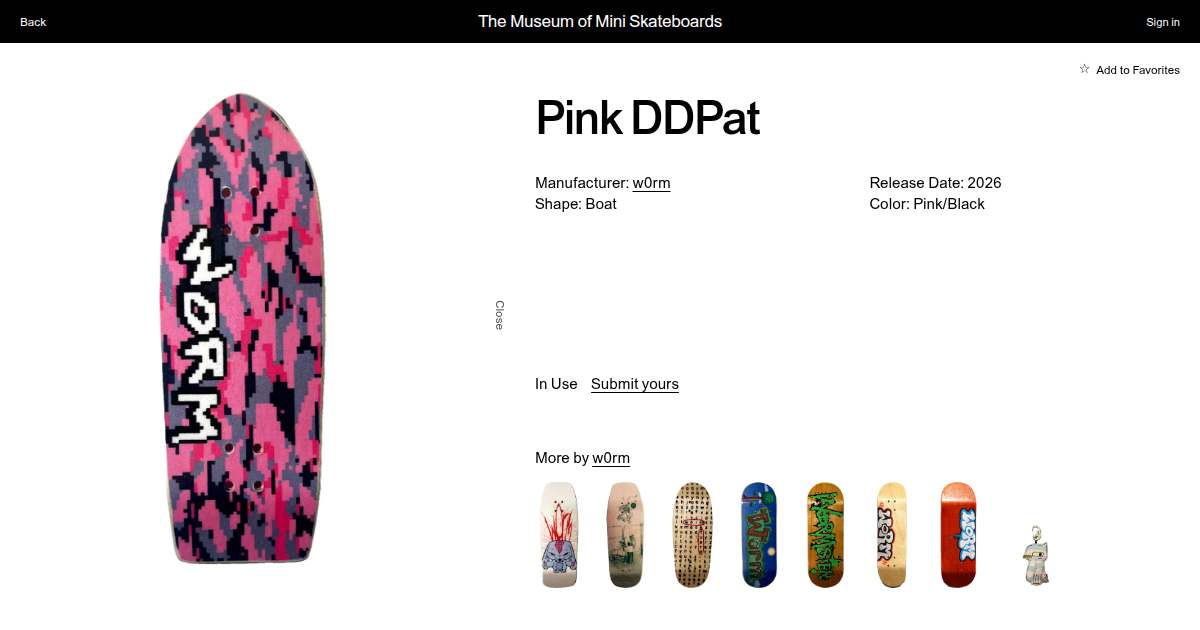 Back
The Museum of Mini Skateboards
Sign in
☆ Add to Favorites
Pink DDPat
Manufacturer: w0rm
Release Date: 2026
Shape: Boat
Color: Pink/Black
WORM
Close
In Use Submit yours
More by w0rm